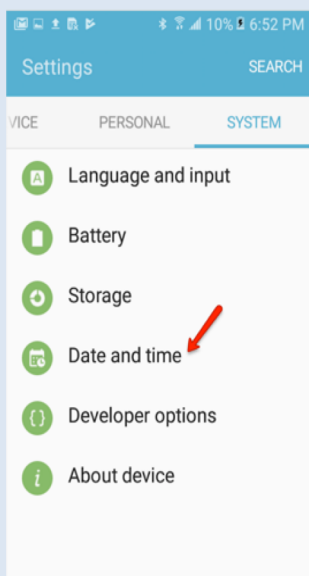 10% 6:52 PM
Settings SEARCH
VICE PERSONAL SYSTEM
A Language and input
Battery
Storage
Date and time
{} Developer options
i About device